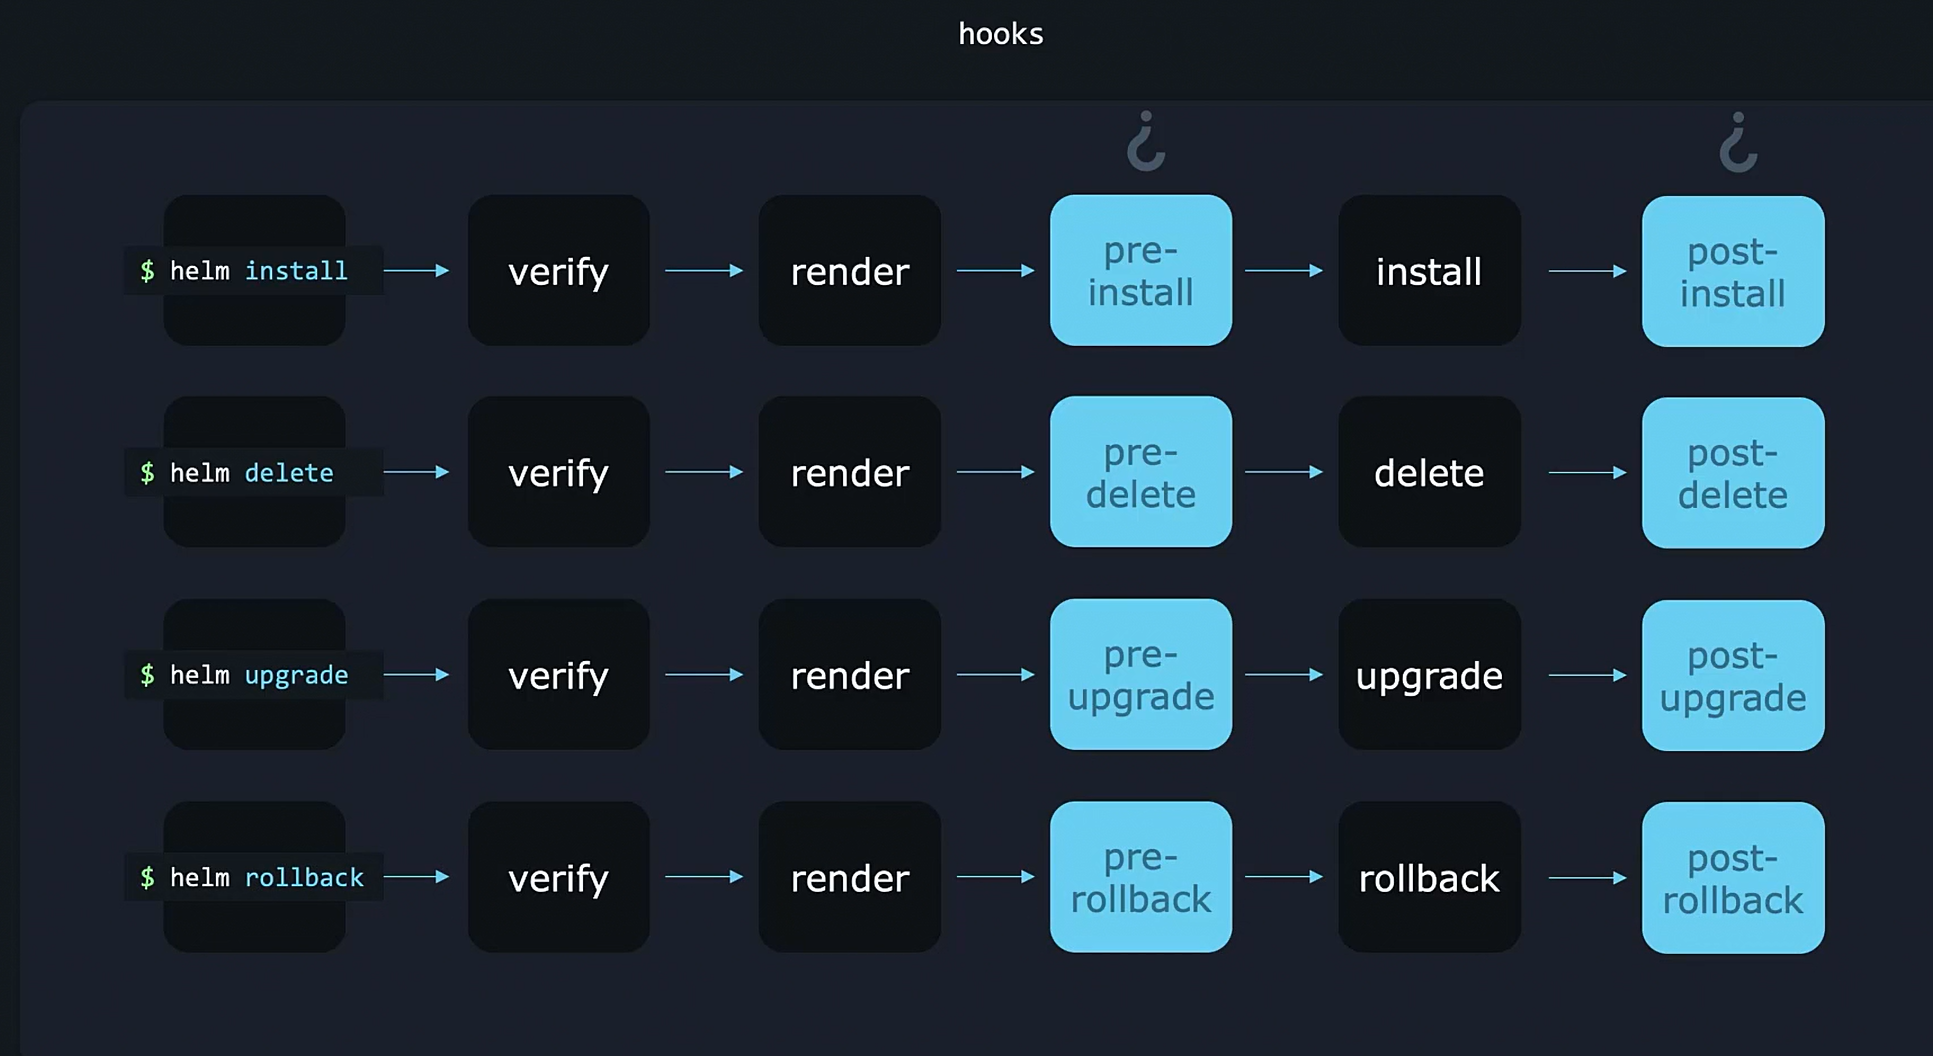 hooks
$ helm install
verify
render
pre-
install
install
post-
install
$ helm delete
verify
render
pre-
delete
delete
post-
delete
$ helm upgrade
verify
render
pre-
upgrade
upgrade
post-
upgrade
$ helm rollback
verify
render
pre-
rollback
rollback
post-
rollback